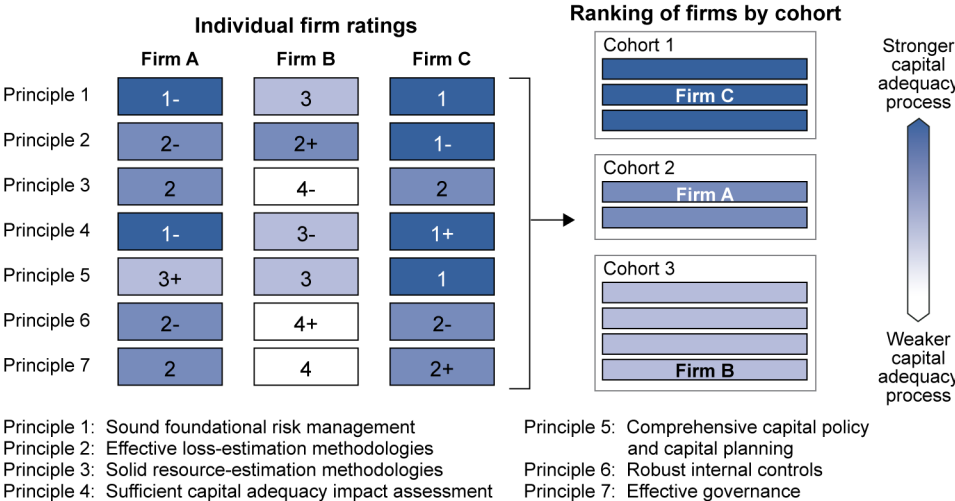 Individual firm ratings
Firm A Firm B Firm C
Principle 1 1- 3 1
Principle 2 2- 2+ 1-
Principle 3 2 4- 2
Principle 4 1- 3- 1+
Principle 5 3+ 3 1
Principle 6 2- 4+ 2-
Principle 7 2 4 2+
Ranking of firms by cohort
Cohort 1
Firm C
Cohort 2
Firm A
Cohort 3
Firm B
Stronger
capital
adequacy
process
Weaker
capital
adequacy
process
Principle 1: Sound foundational risk management
Principle 2: Effective loss-estimation methodologies
Principle 3: Solid resource-estimation methodologies
Principle 4: Sufficient capital adequacy impact assessment
Principle 5: Comprehensive capital policy
and capital planning
Principle 6: Robust internal controls
Principle 7: Effective governance